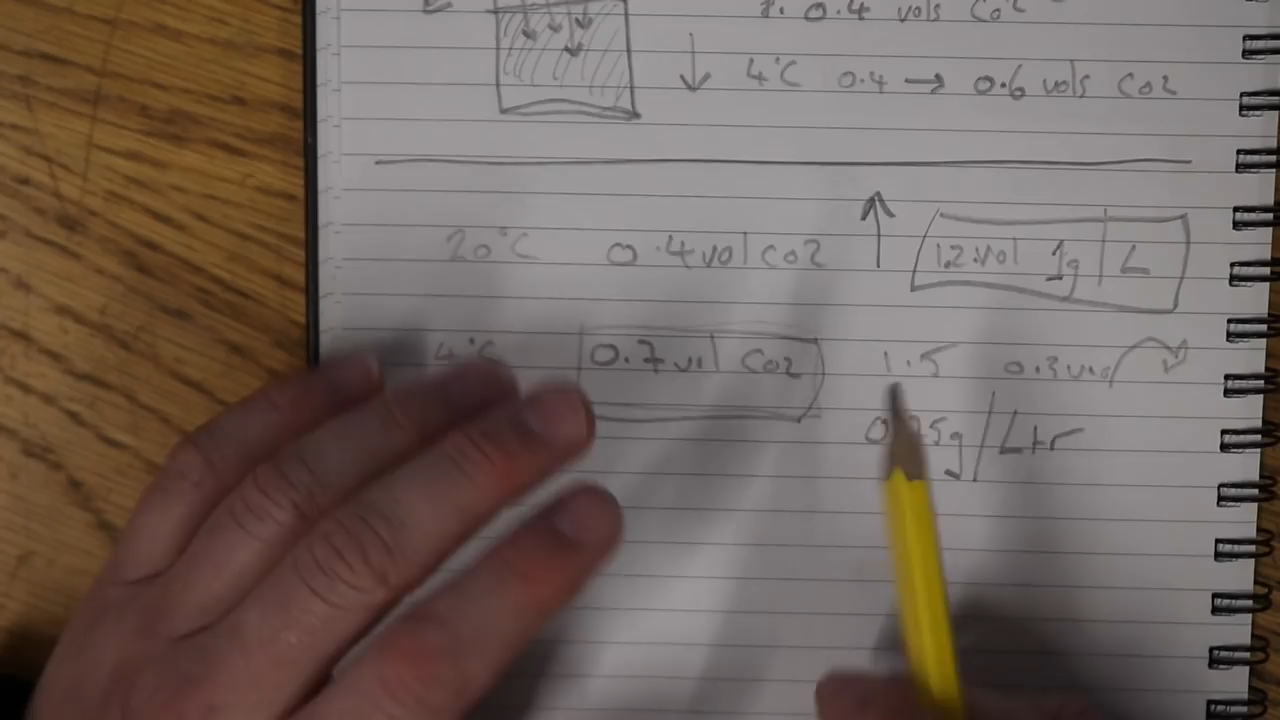 0.4 vols Co2
4°C 0.4 → 0.6 vols Co2
20°C 0.4 vol co2 ↑ 1.2 vol 1g | L
4°C 0.7 vol Co2 1.5
g/Ltr